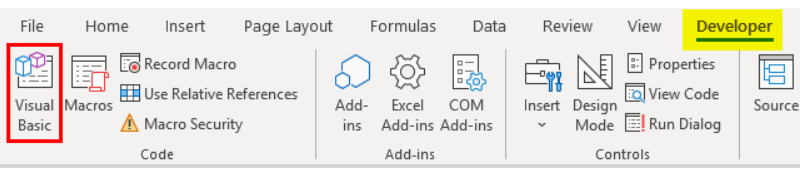 File Home Insert Page Layout Formulas Data Review View Developer
Record Macro
Use Relative References
Macro Security
Visual Basic
Macros
Code
Add-ins
Excel Add-ins
COM Add-ins
Add-ins
Insert
Design Mode
Properties
View Code
Run Dialog
Controls
Source